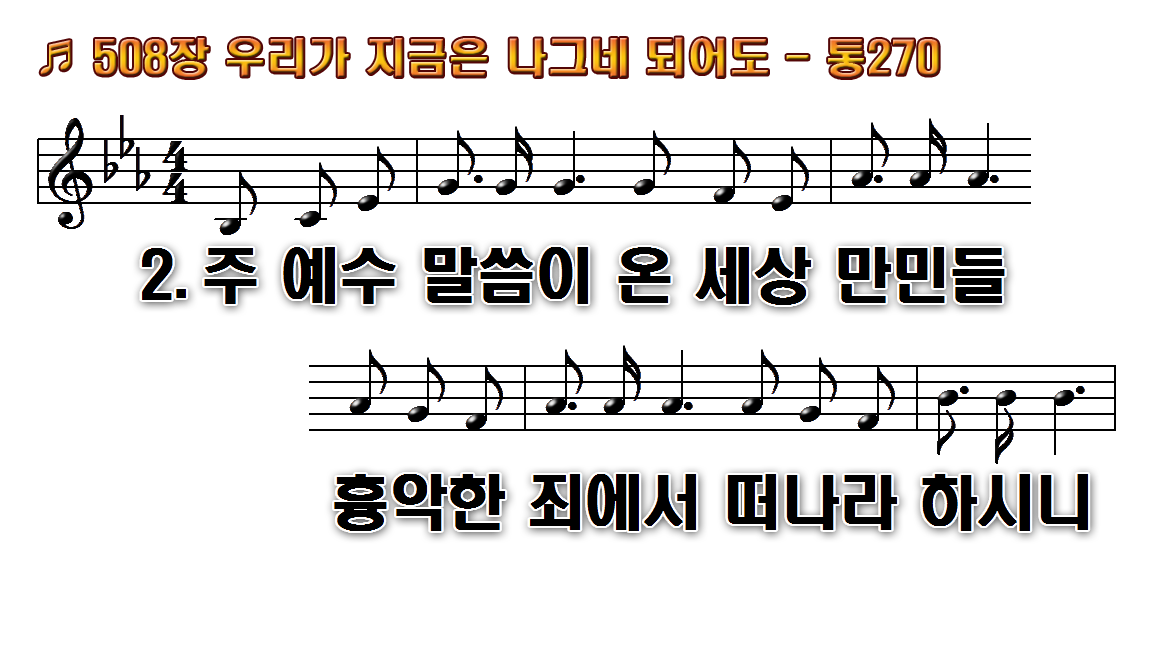 ♬ 508장 우리가 지금은 나그네 되어도 - 통270
2. 주 예수 말씀이 온 세상 만민들
흉악한 죄에서 떠나라 하시니